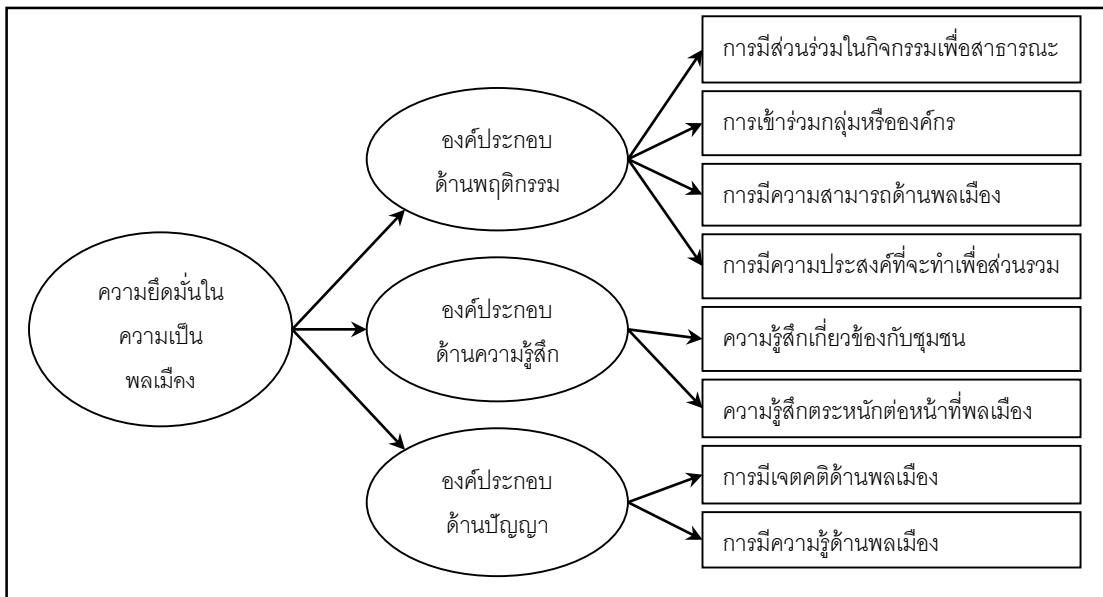 ความยึดมั่นใน
ความเป็น
พลเมือง
องค์ประกอบ
ด้านพฤติกรรม
การมีส่วนร่วมในกิจกรรมเพื่อสาธารณะ
การเข้าร่วมกลุ่มหรือองค์กร
การมีความสามารถด้านพลเมือง
การมีความประสงค์ที่จะทำเพื่อส่วนรวม
องค์ประกอบ
ด้านความรู้สึก
ความรู้สึกเกี่ยวข้องกับชุมชน
ความรู้สึกตระหนักต่อหน้าที่พลเมือง
องค์ประกอบ
ด้านปัญญา
การมีเจตคติด้านพลเมือง
การมีความรู้ด้านพลเมือง